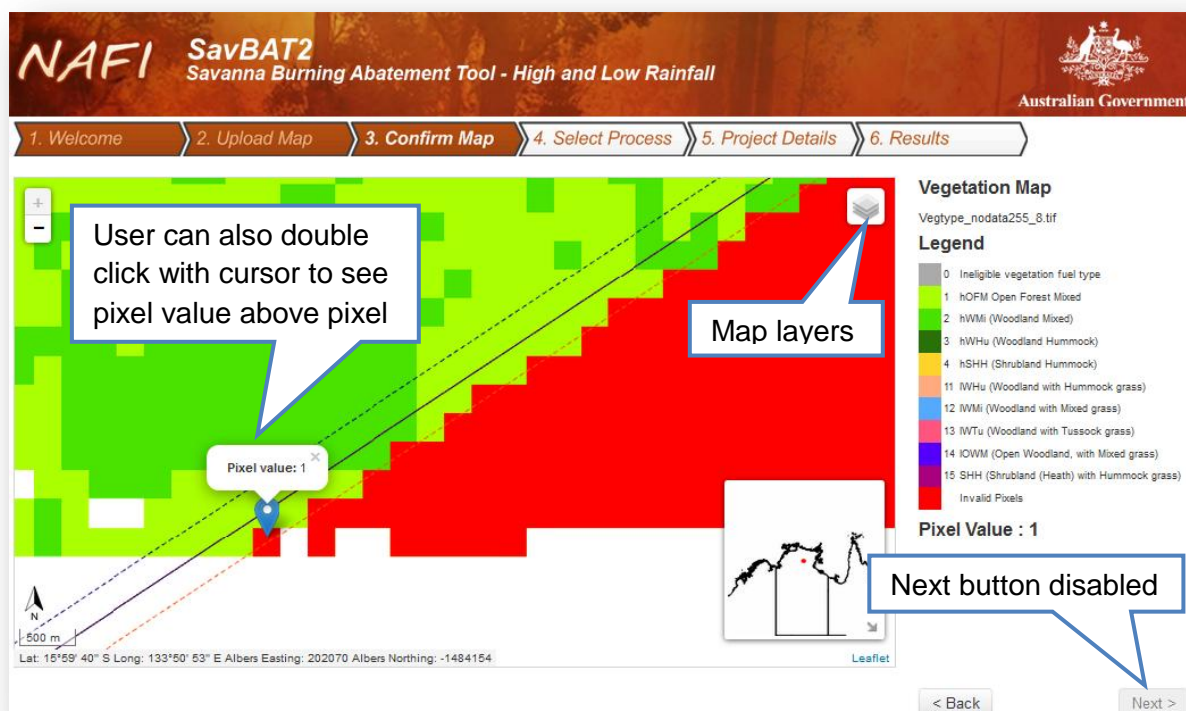 NAFI
SavBAT2
Savanna Burning Abatement Tool - High and Low Rainfall
Australian Government
1. Welcome
2. Upload Map
3. Confirm Map
4. Select Process
5. Project Details
6. Results
+
-
User can also double
click with cursor to see
pixel value above pixel
Map layers
Pixel value: 1
×
N
500 m
Lat: 15°59' 40" S Long: 133°50' 53" E Albers Easting: 202070 Albers Northing: -1484154
Leaflet
Vegetation Map
Vegtype_nodata255_8.tif
Legend
0 Ineligible vegetation fuel type
1 hOFM Open Forest Mixed
2 hWMi (Woodland Mixed)
3 hWHu (Woodland Hummock)
4 hSHH (Shrubland Hummock)
11 lWHu (Woodland with Hummock grass)
12 lWMi (Woodland with Mixed grass)
13 lWTu (Woodland with Tussock grass)
14 lOWM (Open Woodland, with Mixed grass)
15 SHH (Shrubland (Heath) with Hummock grass)
Invalid Pixels
Pixel Value : 1
Next button disabled
< Back
Next >